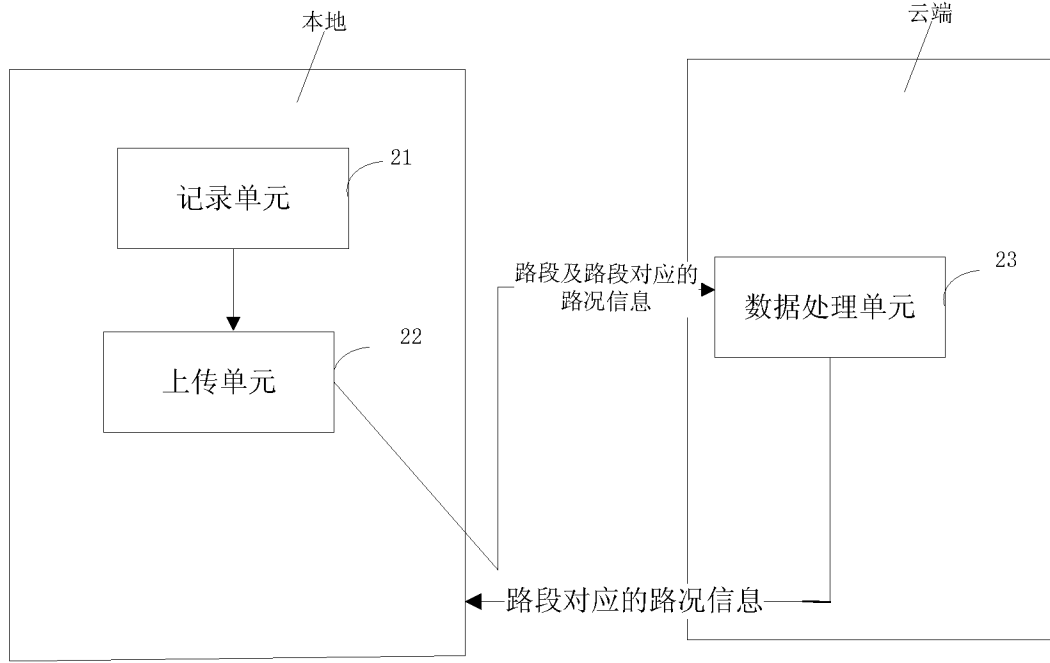 本地
云端
21
记录单元
路段及路段对应的
路况信息
23
数据处理单元
22
上传单元
路段对应的路况信息